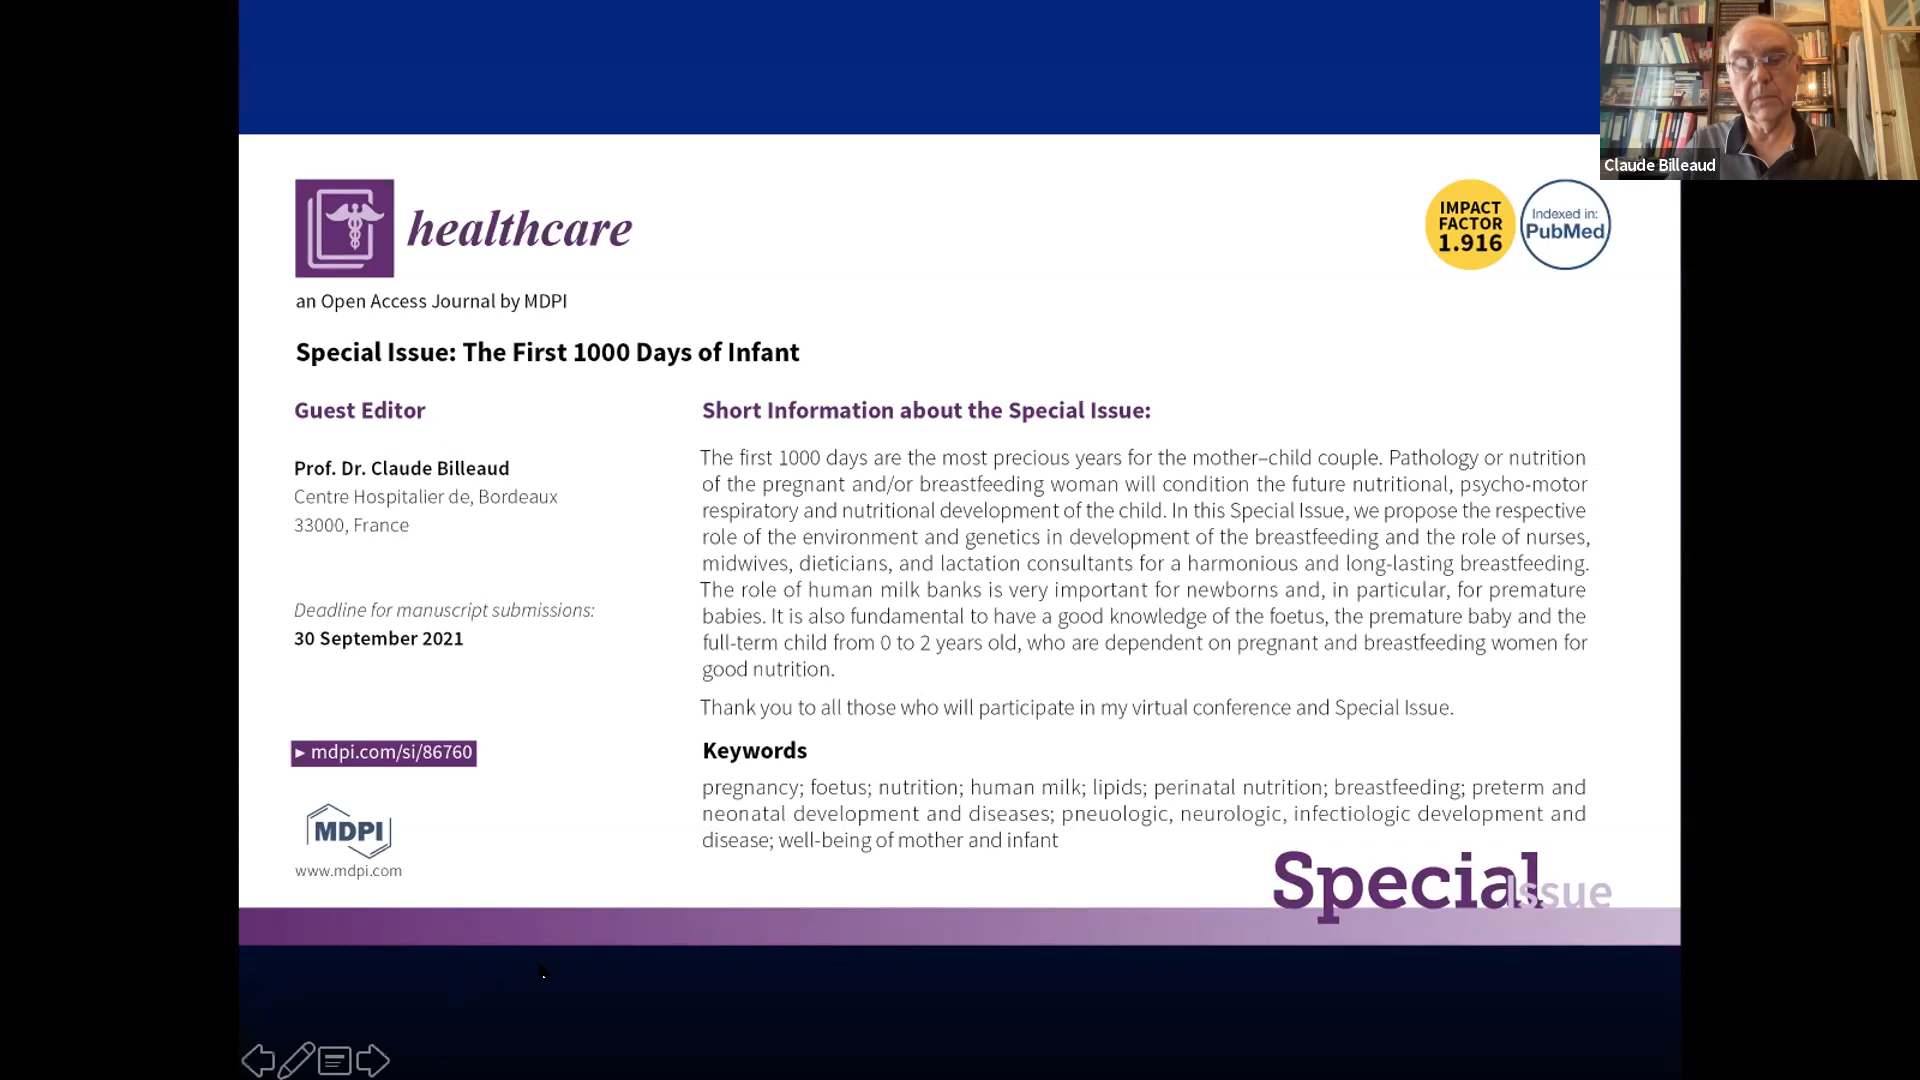 Claude Billeaud
healthcare
IMPACT
FACTOR
1.916
Indexed in:
PubMed
an Open Access Journal by MDPI
Special Issue: The First 1000 Days of Infant
Guest Editor
Prof. Dr. Claude Billeaud
Centre Hospitalier de, Bordeaux
33000, France
Deadline for manuscript submissions:
30 September 2021
► mdpi.com/si/86760
MDPI
www.mdpi.com
Short Information about the Special Issue:
The first 1000 days are the most precious years for the mother–child couple. Pathology or nutrition
of the pregnant and/or breastfeeding woman will condition the future nutritional, psycho-motor
respiratory and nutritional development of the child. In this Special Issue, we propose the respective
role of the environment and genetics in development of the breastfeeding and the role of nurses,
midwives, dieticians, and lactation consultants for a harmonious and long-lasting breastfeeding.
The role of human milk banks is very important for newborns and, in particular, for premature
babies. It is also fundamental to have a good knowledge of the foetus, the premature baby and the
full-term child from 0 to 2 years old, who are dependent on pregnant and breastfeeding women for
good nutrition.
Thank you to all those who will participate in my virtual conference and Special Issue.
Keywords
pregnancy; foetus; nutrition; human milk; lipids; perinatal nutrition; breastfeeding; preterm and
neonatal development and diseases; pneuologic, neurologic, infectiologic development and
disease; well-being of mother and infant
Special Issue